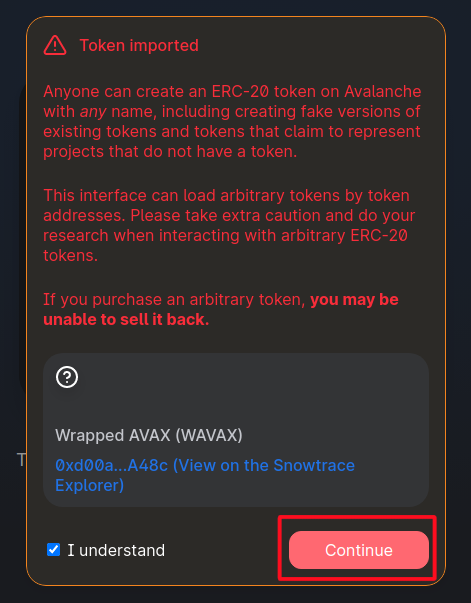 Token imported
Anyone can create an ERC-20 token on Avalanche
with any name, including creating fake versions of
existing tokens and tokens that claim to represent
projects that do not have a token.
This interface can load arbitrary tokens by token
addresses. Please take extra caution and do your
research when interacting with arbitrary ERC-20
tokens.
If you purchase an arbitrary token, you may be
unable to sell it back.
Wrapped AVAX (WAVAX)
0xd00a...A48c (View on the Snowtrace
Explorer)
T
I understand
Continue